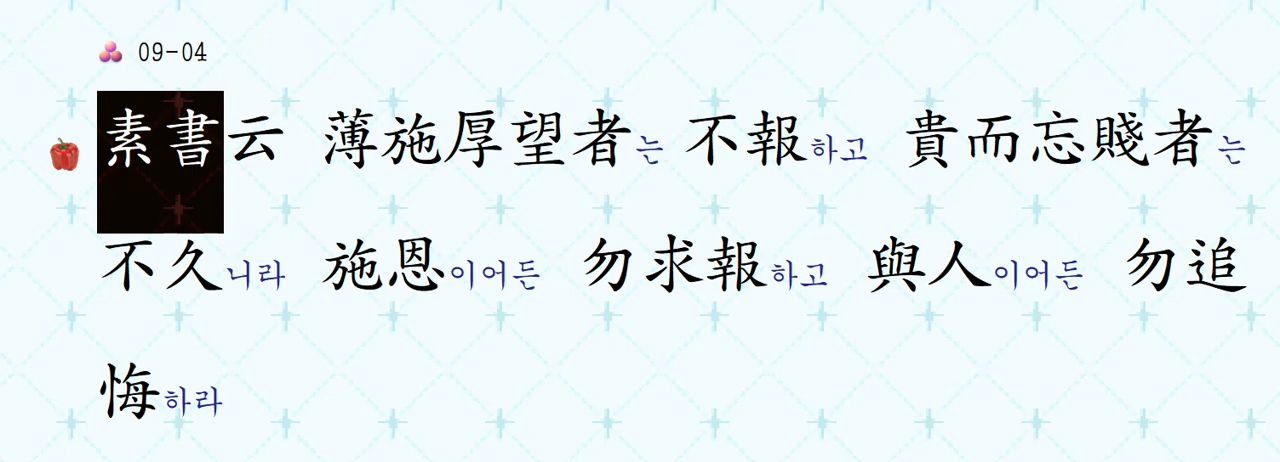 09-04
素書云 薄施厚望者는 不報하고 貴而忘賤者는
不久니라 施恩이어든 勿求報하고 與人이어든 勿追
悔하라